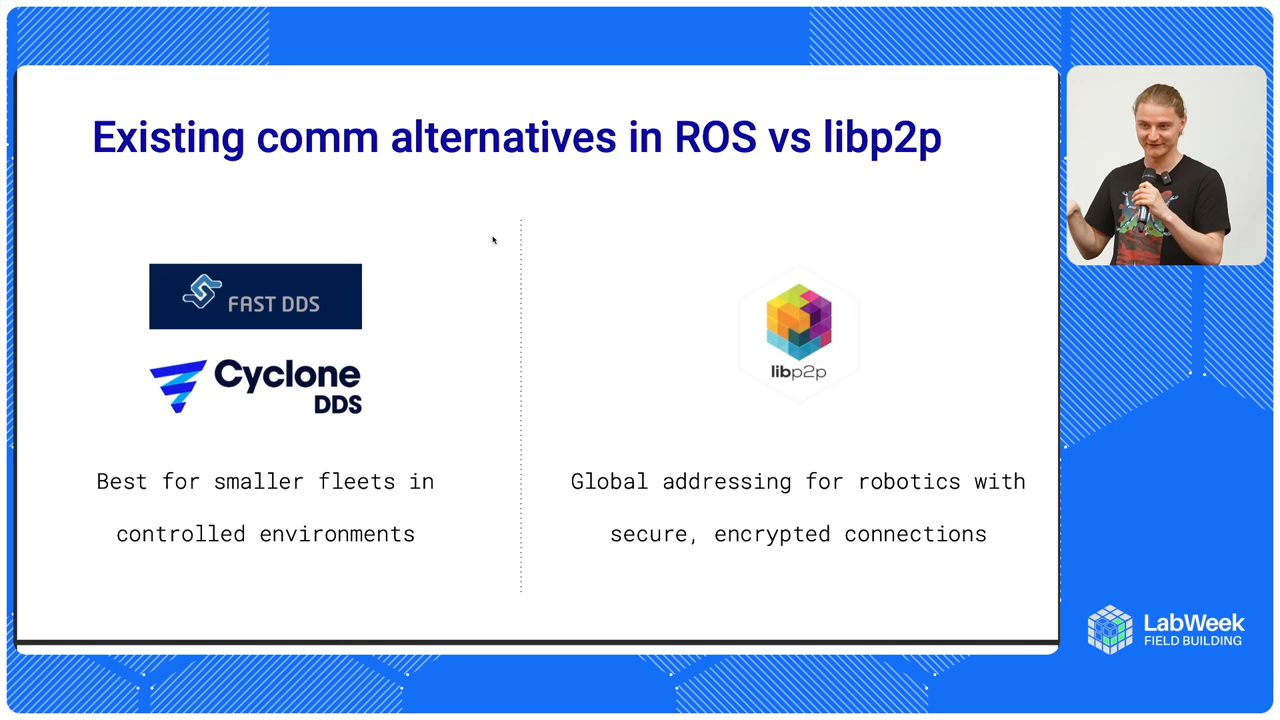 Existing comm alternatives in ROS vs libp2p
FAST DDS
Cyclone
DDS
Best for smaller fleets in
controlled environments
libp2p
Global addressing for robotics with
secure, encrypted connections
LabWeek
FIELD BUILDING